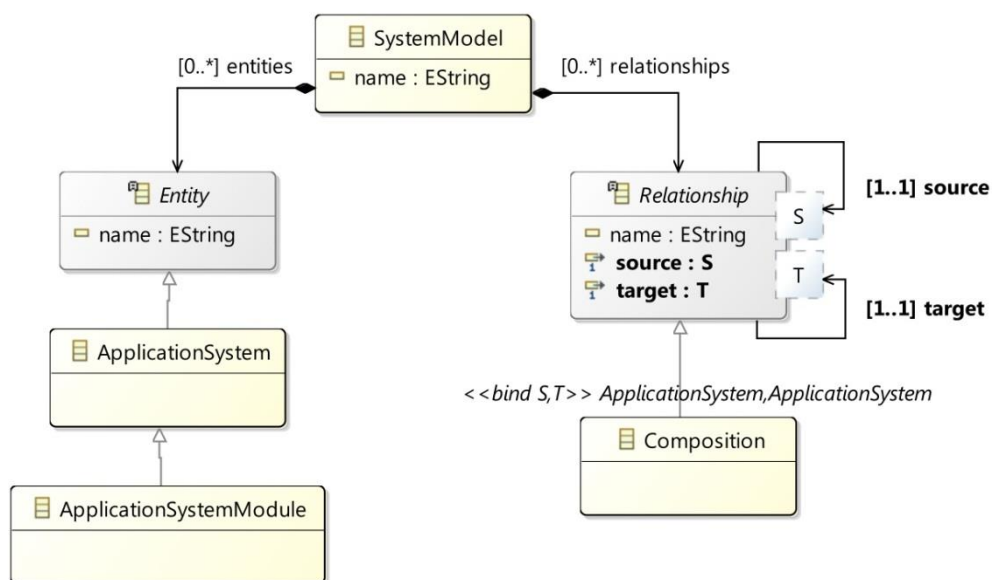 SystemModel
name : EString
[0..*] entities
[0..*] relationships
Entity
name : EString
Relationship
name : EString
source : S
target : T
S
T
[1..1] source
[1..1] target
ApplicationSystem
<<bind S,T>> ApplicationSystem,ApplicationSystem
Composition
ApplicationSystemModule